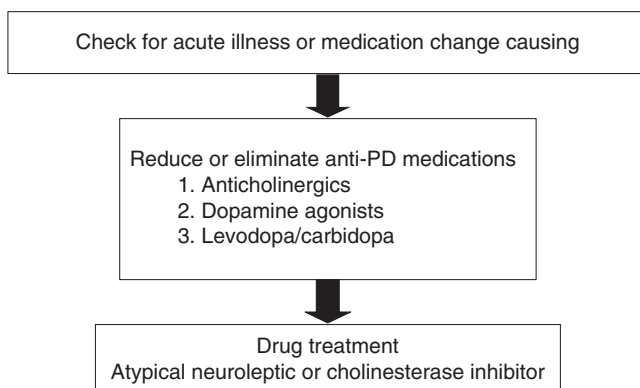 Check for acute illness or medication change causing
Reduce or eliminate anti-PD medications
1. Anticholinergics
2. Dopamine agonists
3. Levodopa/carbidopa
Drug treatment
Atypical neuroleptic or cholinesterase inhibitor